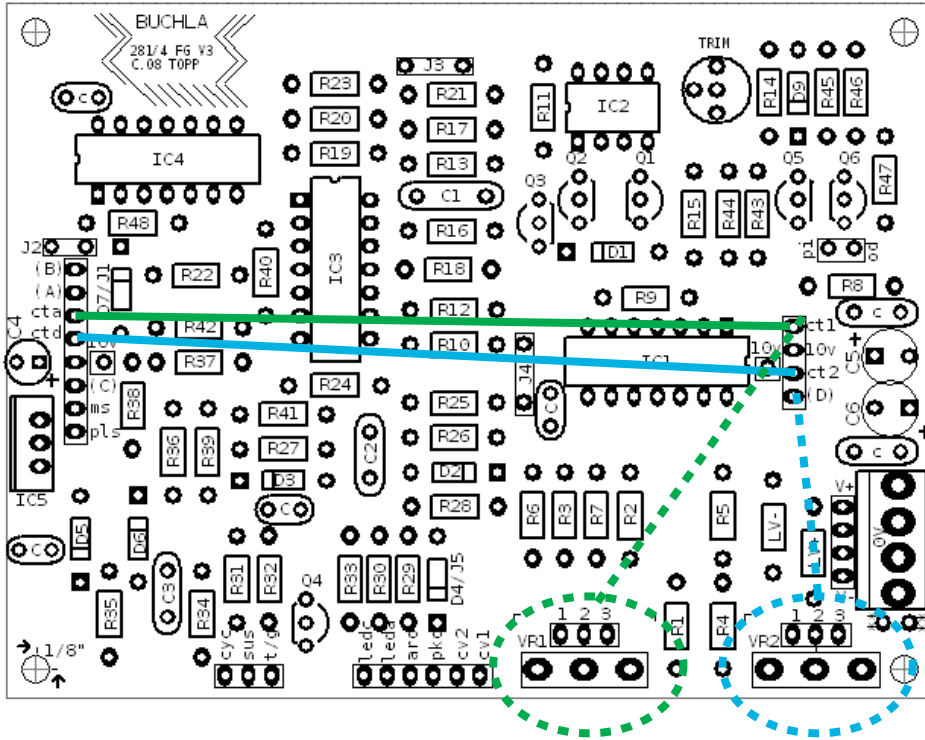 BUCHLA
281/4 FG V3
C.08 TOPP
TRIM
J3
C
R23
R21
R11
IC2
R14
D9
R45
R46
R20
R17
IC4
R19
R13
Q2
Q1
Q5
Q6
R47
Q3
C1
R15
R44
R43
R48
R16
J2
R40
IC3
D1
pi
(B)
D7/J1
R22
R18
R8
(A)
R9
cta
R12
ct1
C
C4
ctd
R42
R10
10v
10v
10v
C5
R37
J4
IC1
ct2
(C)
R38
R24
(D)
ms
R41
R25
C
C6
pls
R36
R39
R27
C2
R26
C
IC5
D3
D2
V+
R28
R6
R3
R7
R2
R5
LV-
0V
C
D5
D6
C
LV+
C3
R31
R32
Q4
R33
R30
R29
D4/J5
R35
R34
R1
R4
1 2 3
1 2 3
VR1
VR2
1/8"
cyc
sus
t/g
ledc
leda
ard
pkd
cv2
cv1